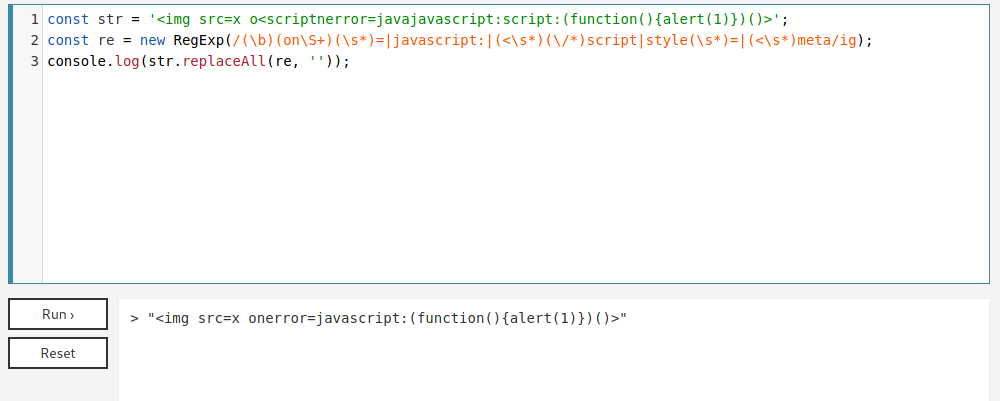 1 const str = '<img src=x o<scriptnerror=javajavascript:script:(function(){alert(1)})()>';
2 const re = new RegExp(/(\b)(on\S+)(\s*)=|javascript:|(<\s*)(\/*)script|style(\s*)=|(<\s*)meta/ig);
3 console.log(str.replaceAll(re, ''));
Run ›
> "<img src=x onerror=javascript:(function(){alert(1)})()>"
Reset